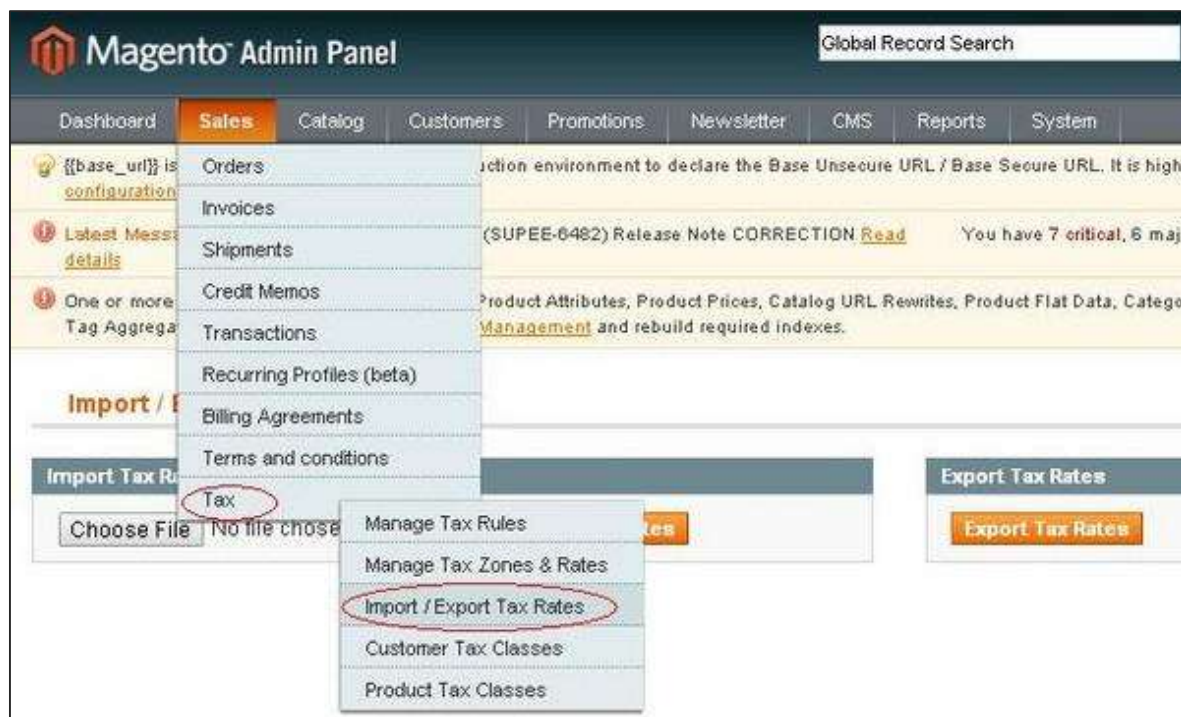 Magento Admin Panel
Global Record Search
Dashboard Sales Catalog Customers Promotions Newsletter CMS Reports System
{{base_url}} is
configuration
environment to declare the Base Unsecure URL / Base Secure URL. It is high
Latest
details
(SUPEE-6482) Release Note CORRECTION Read You have 7 critical, 6 maj
One or more
Tag
Product Attributes, Product Prices, Catalog URL Rewrites, Product Flat Data,
Management and rebuild required indexes.
Orders
Invoices
Shipments
Credit Memos
Transactions
Recurring Profiles (beta)
Billing Agreements
Terms and conditions
Tax
Manage Tax Rules
Manage Tax Zones & Rates
Import / Export Tax Rates
Customer Tax Classes
Product Tax Classes
Import /
Import Tax
Choose File No file
Export Tax Rates
Export Tax Rates